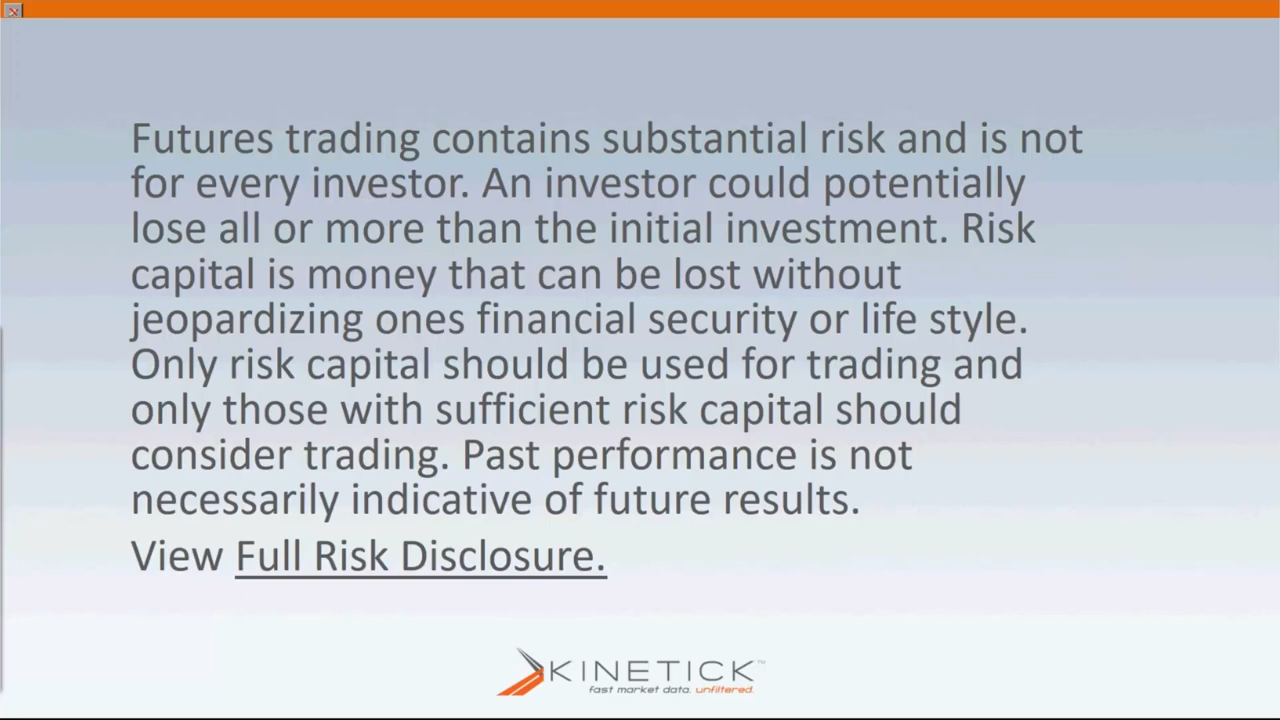 Futures trading contains substantial risk and is not
for every investor. An investor could potentially
lose all or more than the initial investment. Risk
capital is money that can be lost without
jeopardizing ones financial security or life style.
Only risk capital should be used for trading and
only those with sufficient risk capital should
consider trading. Past performance is not
necessarily indicative of future results.
View Full Risk Disclosure.
KINETICK™
fast market data. unfiltered.